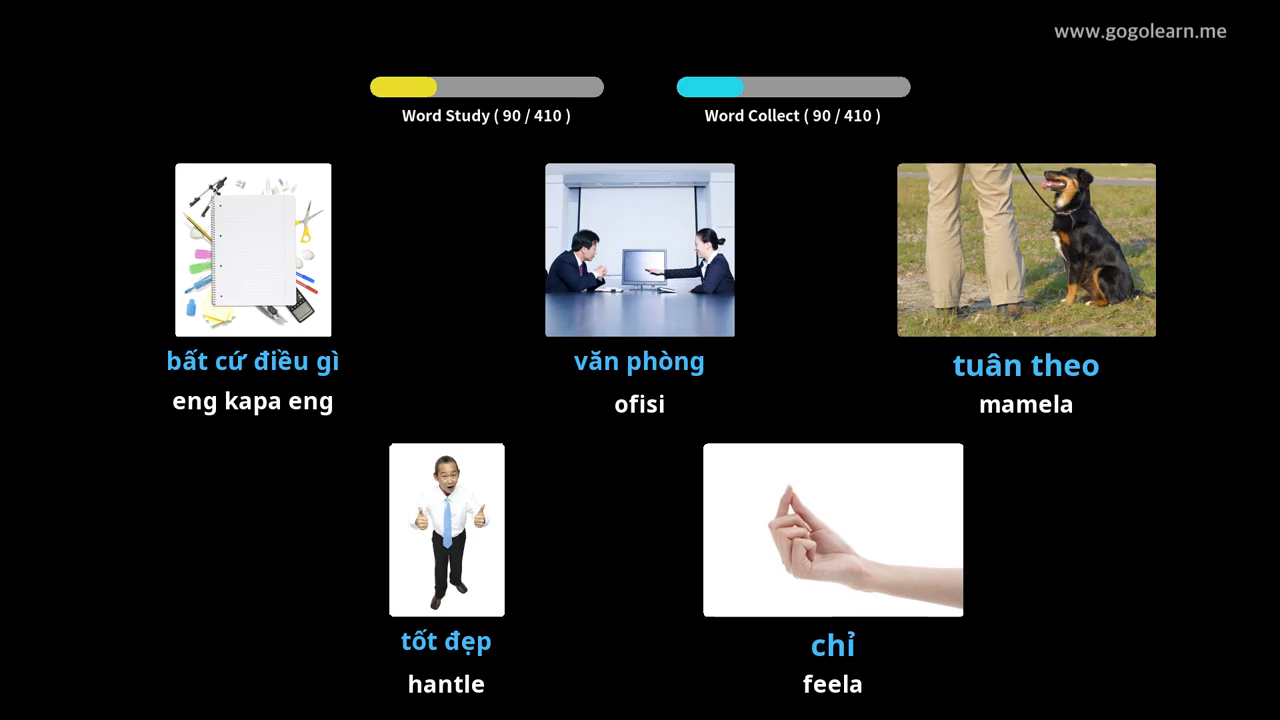 www.gogolearn.me
Word Study ( 90 / 410 )
Word Collect ( 90 / 410 )
bất cứ điều gì
eng kapa eng
văn phòng
ofisi
tuân theo
mamela
tốt đẹp
hantle
chỉ
feela